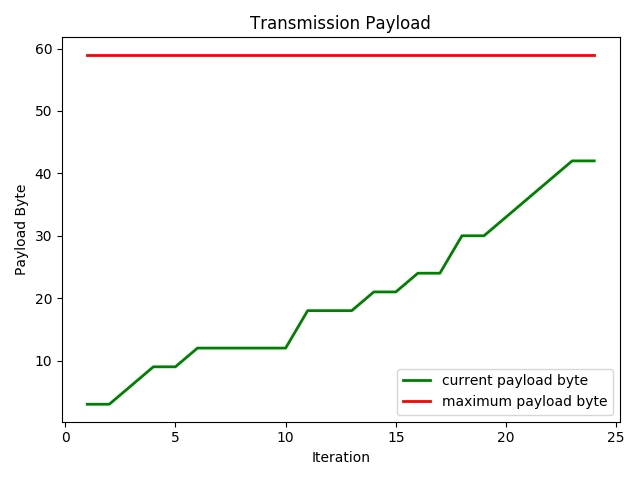 Transmission Payload
60
50
40
30
20
10
Payload Byte
current payload byte
maximum payload byte
0 5 10 15 20 25
Iteration